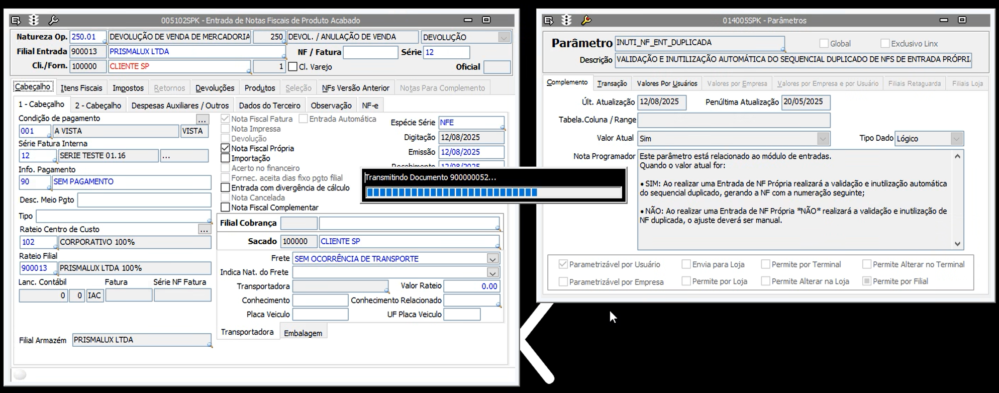 005102SPK - Entrada de Notas Fiscais de Produto Acabado
Natureza Op. 250.01 DEVOLUÇÃO DE VENDA DE MERCADORIA 250 DEVOL. / ANULAÇÃO DE VENDA DEVOLUÇÃO
Filial Entrada 900013 PRISMALUX LTDA NF / Fatura Série 12
Cli./Forn. 100000 CLIENTE SP 1 Cl. Varejo Oficial
Cabeçalho Itens Fiscais Impostos Retornos Devoluções Produtos Seleção NFs Versão Anterior Notas Para Complemento
1 - Cabeçalho 2 - Cabeçalho Despesas Auxiliares / Outros Dados do Terceiro Observação NF-e
Condição de pagamento ...
001 A VISTA VISTA
Série Fatura Interna
12 SERIE TESTE 01.16 ...
Info. Pagamento
90 SEM PAGAMENTO
Desc. Meio Pgto
Tipo
Rateio Centro de Custo ...
102 CORPORATIVO 100%
Rateio Filial
900013 PRISMALUX LTDA 100%
Lanc. Contábil Fatura Série NF Fatura
0 0 IAC
Filial Armazém PRISMALUX LTDA
Nota Fiscal Fatura Entrada Automática
Nota Impressa
Devolução
Nota Fiscal Própria
Importação
Acerto no financeiro
Fornec. aceita dias fixo pgto filial
Entrada com divergência de cálculo
Nota Cancelada
Nota Fiscal Complementar
Espécie Série NFE
Digitação 12/08/2025
Emissão 12/08/2025
Recebimento 12/08/2025
Filial Cobrança
Sacado 100000 CLIENTE SP
Frete SEM OCORRÊNCIA DE TRANSPORTE
Indica Nat. do Frete
Transportadora Valor Rateio 0.00
Conhecimento Conhecimento Relacionado
Placa Veiculo UF Placa Veiculo
Transportadora Embalagem
Transmitindo Documento 900000052...
014005SPK - Parâmetros
Parâmetro INUTI_NF_ENT_DUPLICADA Global Exclusivo Linx
Descrição VALIDAÇÃO E INUTILIZAÇÃO AUTOMÁTICA DO SEQUENCIAL DUPLICADO DE NFS DE ENTRADA PRÓPRI
Complemento Transação Valores Por Usuários Valores por Empresa Valores por Empresa e por Usuário Filiais Retaguarda Filiais Loja
Últ. Atualização 12/08/2025 Penúltima Atualização 20/05/2025
Tabela.Coluna / Range
Valor Atual Sim Tipo Dado Lógico
Nota Programador Este parâmetro está relacionado ao módulo de entradas.
Quando o valor atual for:
• SIM: Ao realizar uma Entrada de NF Própria realizará a validação e inutilização automática
do sequencial duplicado, gerando a NF com a numeração seguinte;
• NÃO: Ao realizar uma Entrada de NF Própria *NÃO* realizará a validação e inutilização de
NF duplicada, o ajuste deverá ser manual.
Parametrizável por Usuário Envia para Loja Permite por Terminal Permite Alterar no Terminal
Parametrizável por Empresa Permite por Loja Permite Alterar na Loja Permite por Filial